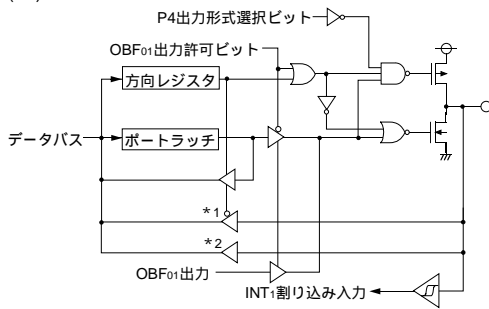 P4出力形式選択ビット
OBF01出力許可ビット
方向レジスタ
データバス
ポートラッチ
*1
*2
OBF01出力
INT1割り込み入力